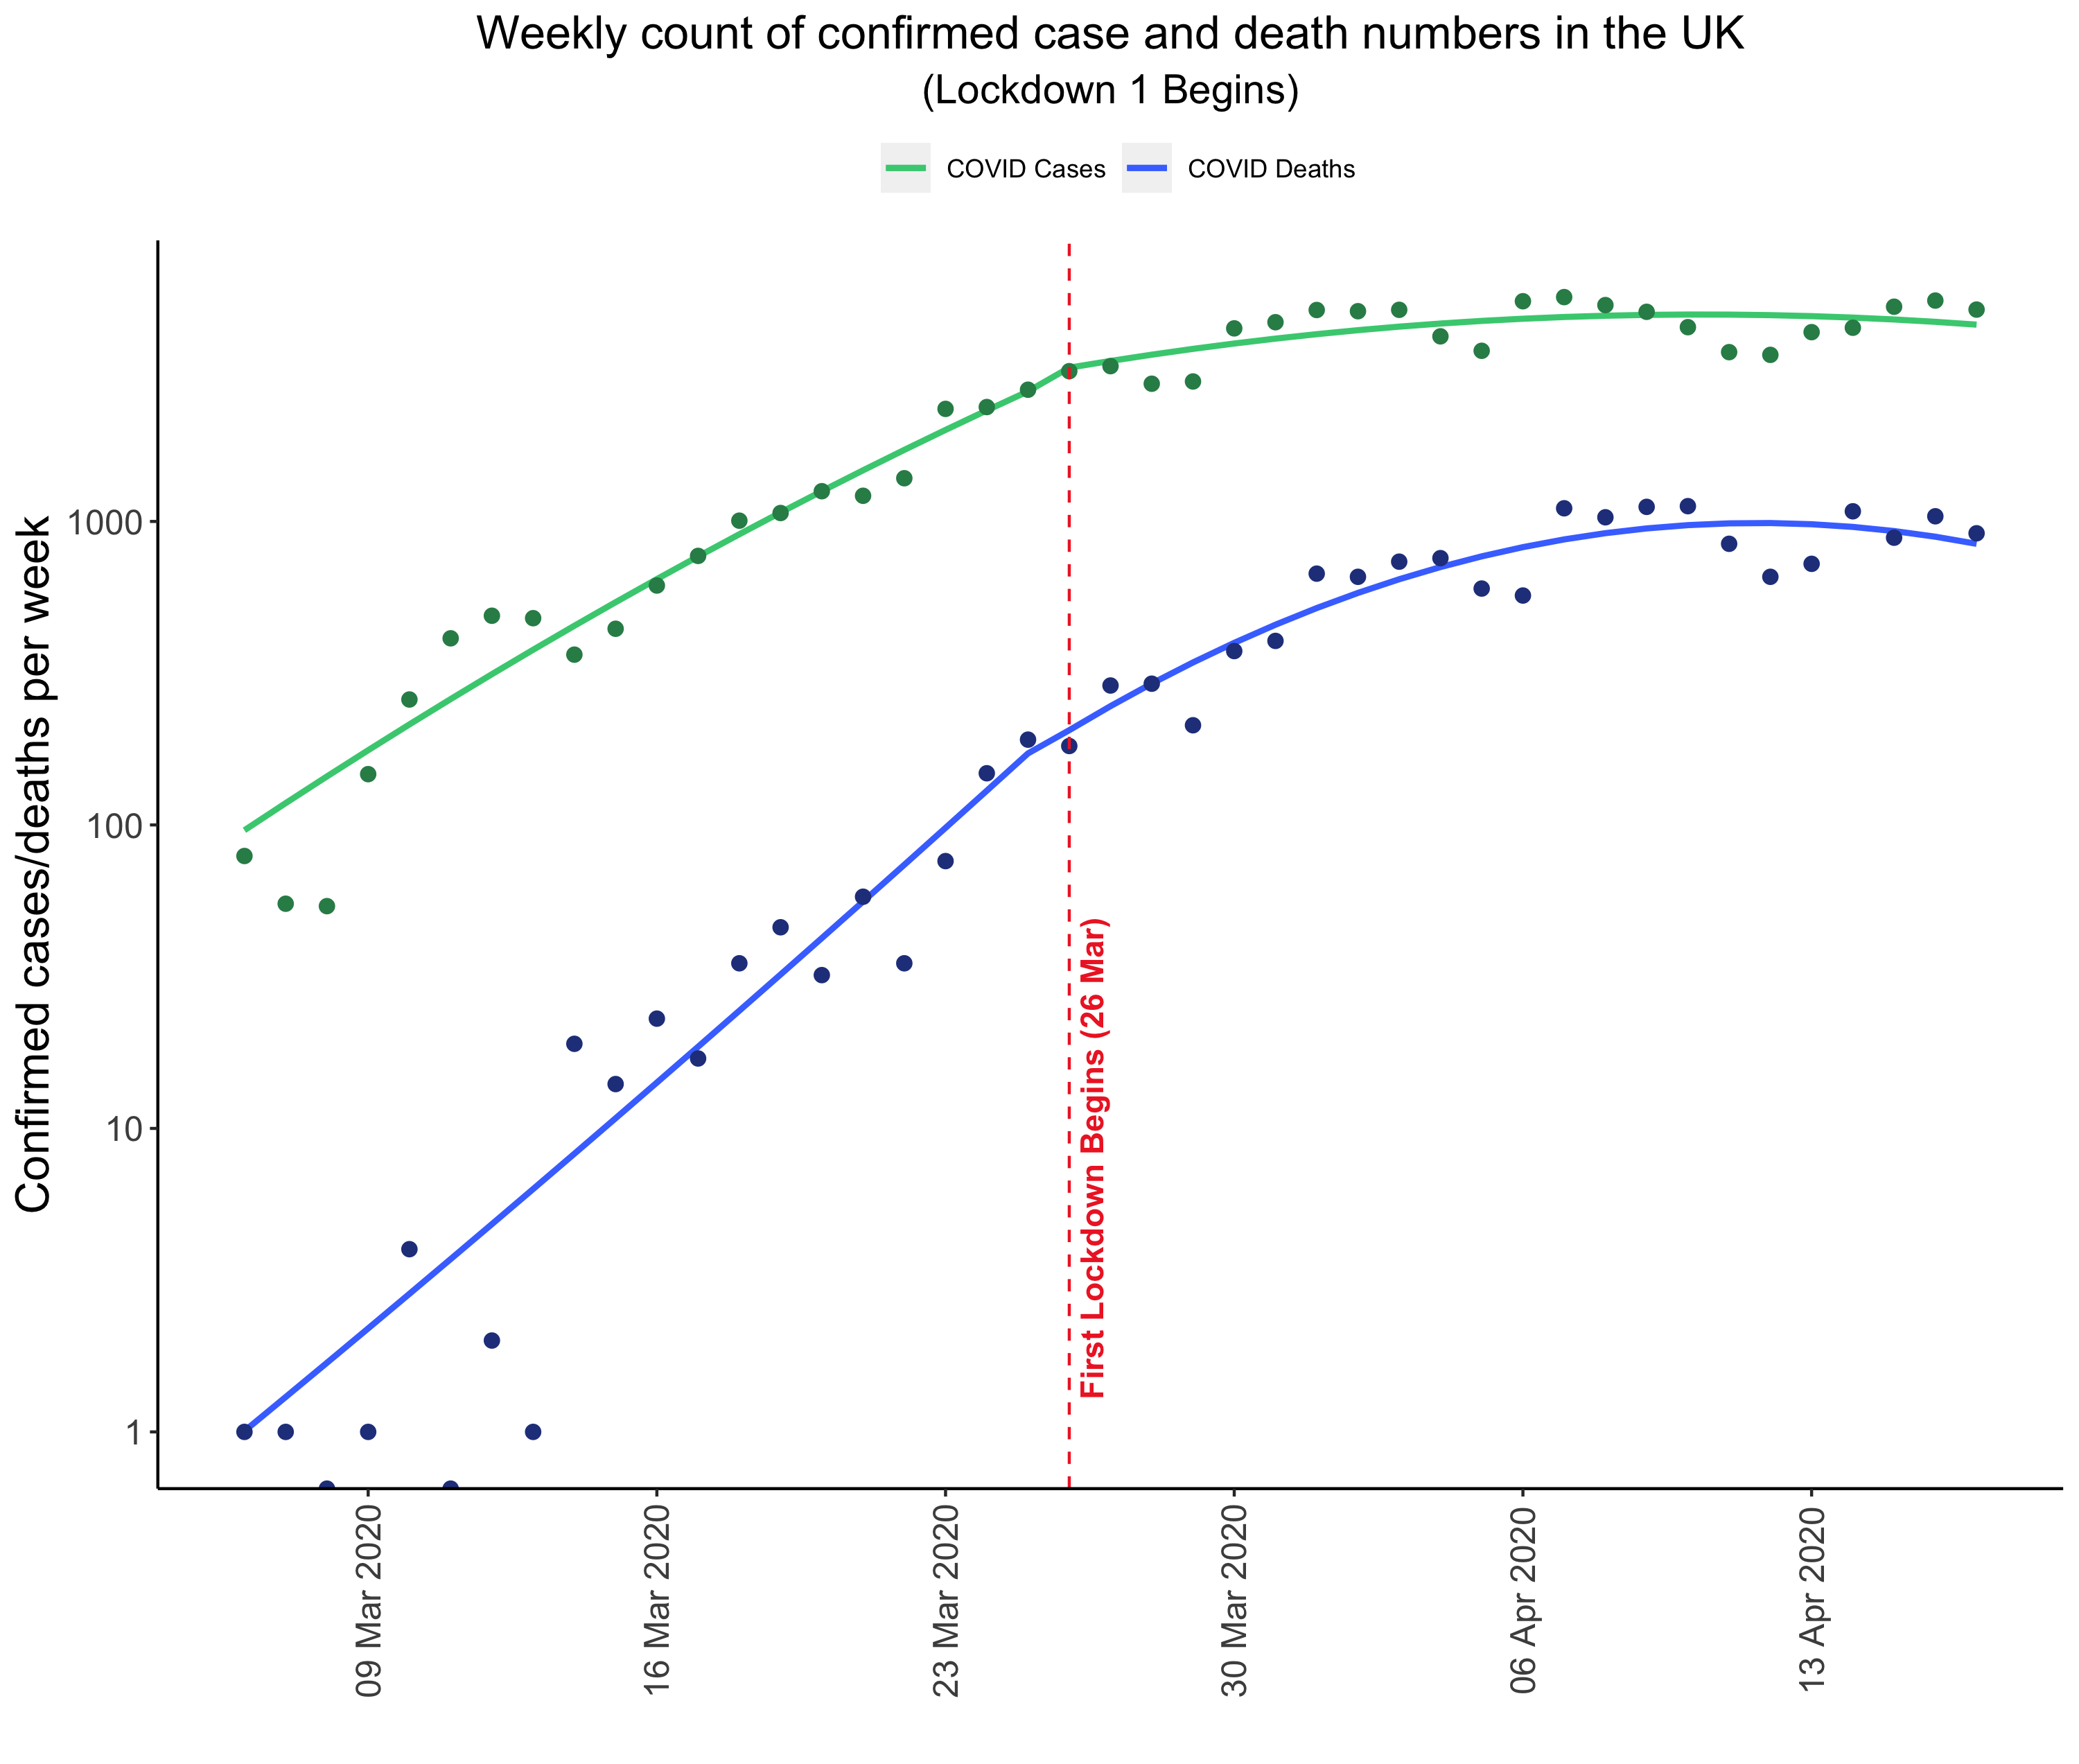 Weekly count of confirmed case and death numbers in the UK
(Lockdown 1 Begins)
COVID Cases
COVID Deaths
Confirmed cases/deaths per week
1000
100
10
1
First Lockdown Begins (26 Mar)
09 Mar 2020
16 Mar 2020
23 Mar 2020
30 Mar 2020
06 Apr 2020
13 Apr 2020